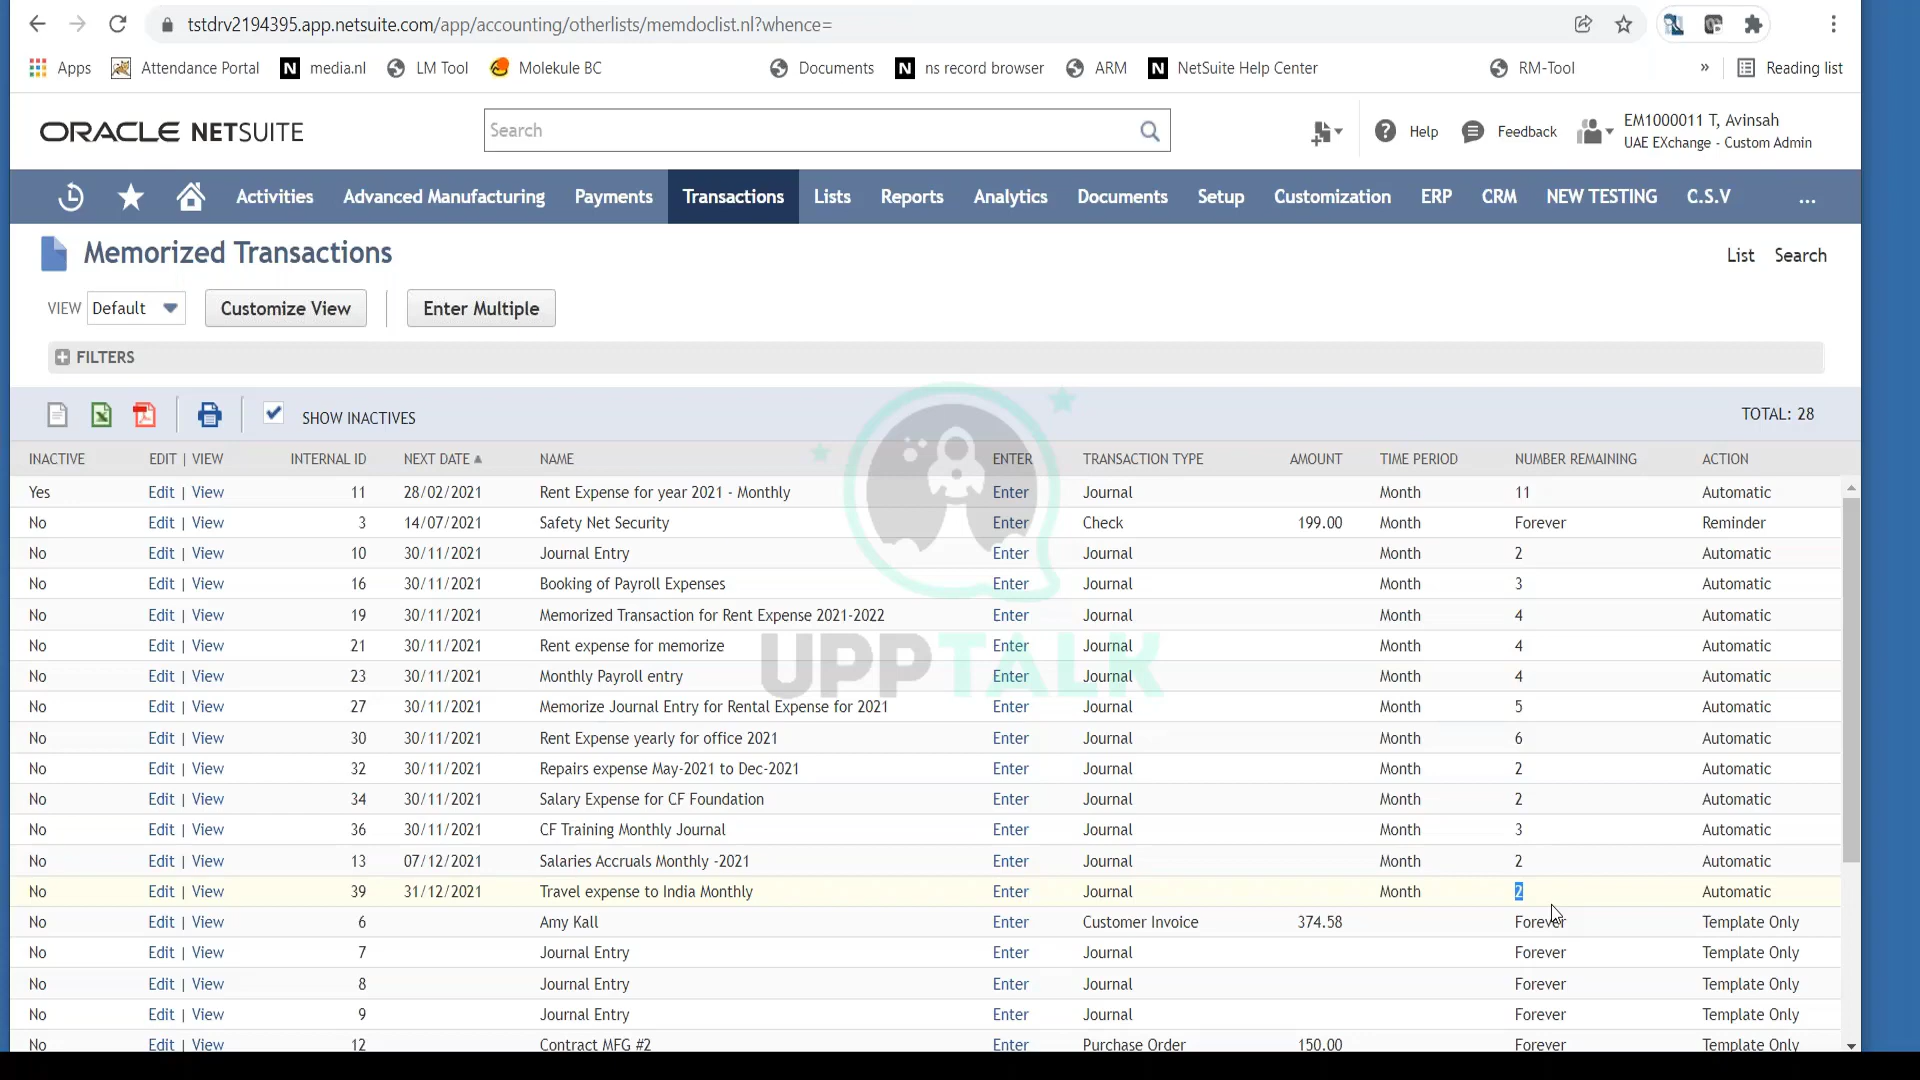 tstdrv2194395.app.netsuite.com/app/accounting/otherlists/memdoclist.nl?whence=
Apps Attendance Portal N media.nl LM Tool Molekule BC Documents N ns record browser ARM N NetSuite Help Center RM-Tool » Reading list
ORACLE NETSUITE Search Help Feedback EM1000011 T, Avinsah
UAE EXchange - Custom Admin
Activities Advanced Manufacturing Payments Transactions Lists Reports Analytics Documents Setup Customization ERP CRM NEW TESTING C.S.V ...
Memorized Transactions List Search
VIEW Default Customize View Enter Multiple
FILTERS
SHOW INACTIVES TOTAL: 28
INACTIVE EDIT | VIEW INTERNAL ID NEXT DATE NAME ENTER TRANSACTION TYPE AMOUNT TIME PERIOD NUMBER REMAINING ACTION
Yes Edit | View 11 28/02/2021 Rent Expense for year 2021 - Monthly Enter Journal Month 11 Automatic
No Edit | View 3 14/07/2021 Safety Net Security Enter Check 199.00 Month Forever Reminder
No Edit | View 10 30/11/2021 Journal Entry Enter Journal Month 2 Automatic
No Edit | View 16 30/11/2021 Booking of Payroll Expenses Enter Journal Month 3 Automatic
No Edit | View 19 30/11/2021 Memorized Transaction for Rent Expense 2021-2022 Enter Journal Month 4 Automatic
No Edit | View 21 30/11/2021 Rent expense for memorize Enter Journal Month 4 Automatic
UPPTALK
No Edit | View 23 30/11/2021 Monthly Payroll entry Enter Journal Month 4 Automatic
No Edit | View 27 30/11/2021 Memorize Journal Entry for Rental Expense for 2021 Enter Journal Month 5 Automatic
No Edit | View 30 30/11/2021 Rent Expense yearly for office 2021 Enter Journal Month 6 Automatic
No Edit | View 32 30/11/2021 Repairs expense May-2021 to Dec-2021 Enter Journal Month 2 Automatic
No Edit | View 34 30/11/2021 Salary Expense for CF Foundation Enter Journal Month 2 Automatic
No Edit | View 36 30/11/2021 CF Training Monthly Journal Enter Journal Month 3 Automatic
No Edit | View 13 07/12/2021 Salaries Accruals Monthly -2021 Enter Journal Month 2 Automatic
No Edit | View 39 31/12/2021 Travel expense to India Monthly Enter Journal Month 2 Automatic
No Edit | View 6 Amy Kall Enter Customer Invoice 374.58 Forever Template Only
No Edit | View 7 Journal Entry Enter Journal Forever Template Only
No Edit | View 8 Journal Entry Enter Journal Forever Template Only
No Edit | View 9 Journal Entry Enter Journal Forever Template Only
No Edit | View 12 Contract MFG #2 Enter Purchase Order 150.00 Forever Template Only